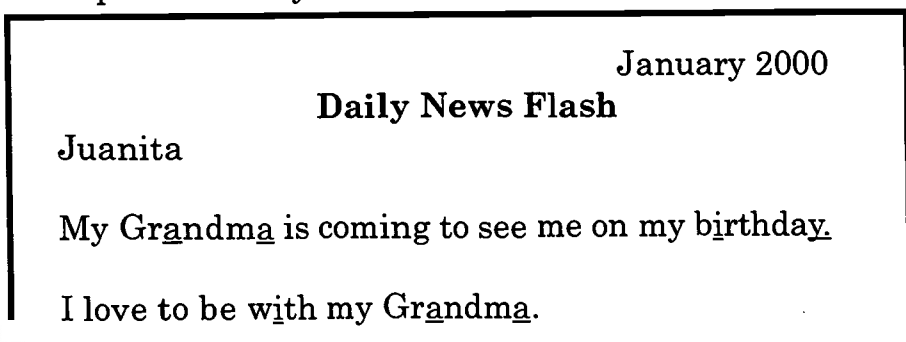 January 2000
Daily News Flash
Juanita
My Grandma is coming to see me on my birthday.
I love to be with my Grandma.